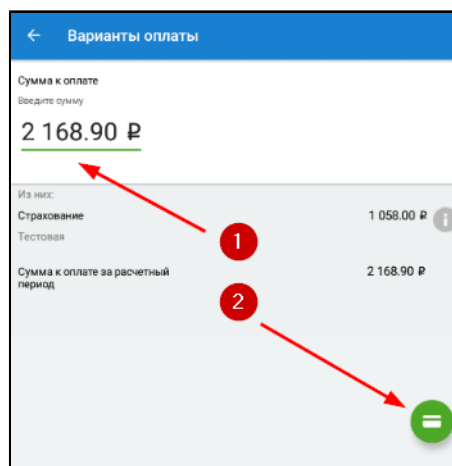 Варианты оплаты
Сумма к оплате
Введите сумму
2 168.90 ₽
Из них:
Страхование 1 058.00 ₽ i
Тестовая
1
Сумма к оплате за расчетный 2 168.90 ₽
период
2